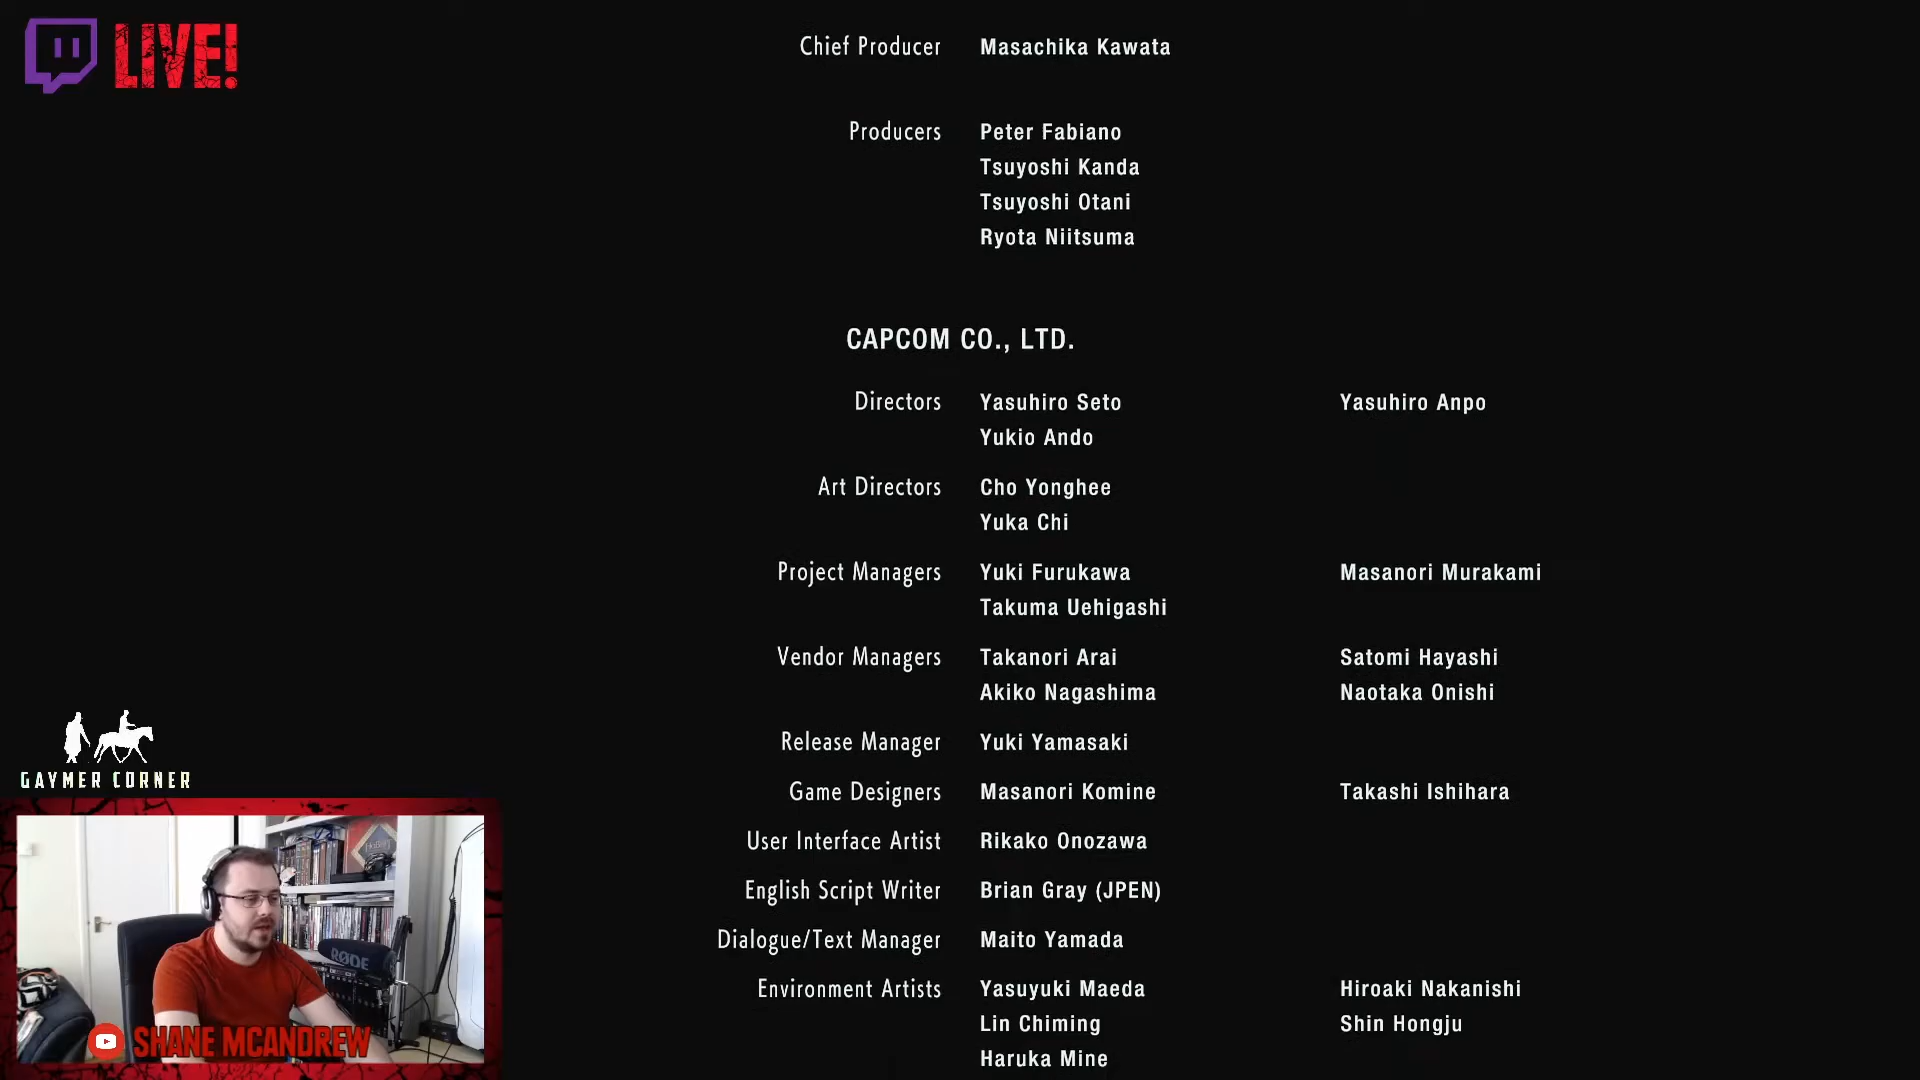 LIVE!
Chief Producer Masachika Kawata
Producers Peter Fabiano
Tsuyoshi Kanda
Tsuyoshi Otani
Ryota Niitsuma
CAPCOM CO., LTD.
Directors Yasuhiro Seto Yasuhiro Anpo
Yukio Ando
Art Directors Cho Yonghee
Yuka Chi
Project Managers Yuki Furukawa Masanori Murakami
Takuma Uehigashi
Vendor Managers Takanori Arai Satomi Hayashi
Akiko Nagashima Naotaka Onishi
Release Manager Yuki Yamasaki
Game Designers Masanori Komine Takashi Ishihara
User Interface Artist Rikako Onozawa
English Script Writer Brian Gray (JPEN)
Dialogue/Text Manager Maito Yamada
Environment Artists Yasuyuki Maeda Hiroaki Nakanishi
Lin Chiming Shin Hongju
Haruka Mine
GAYMER CORNER
RØDE
SHANE MCANDREW